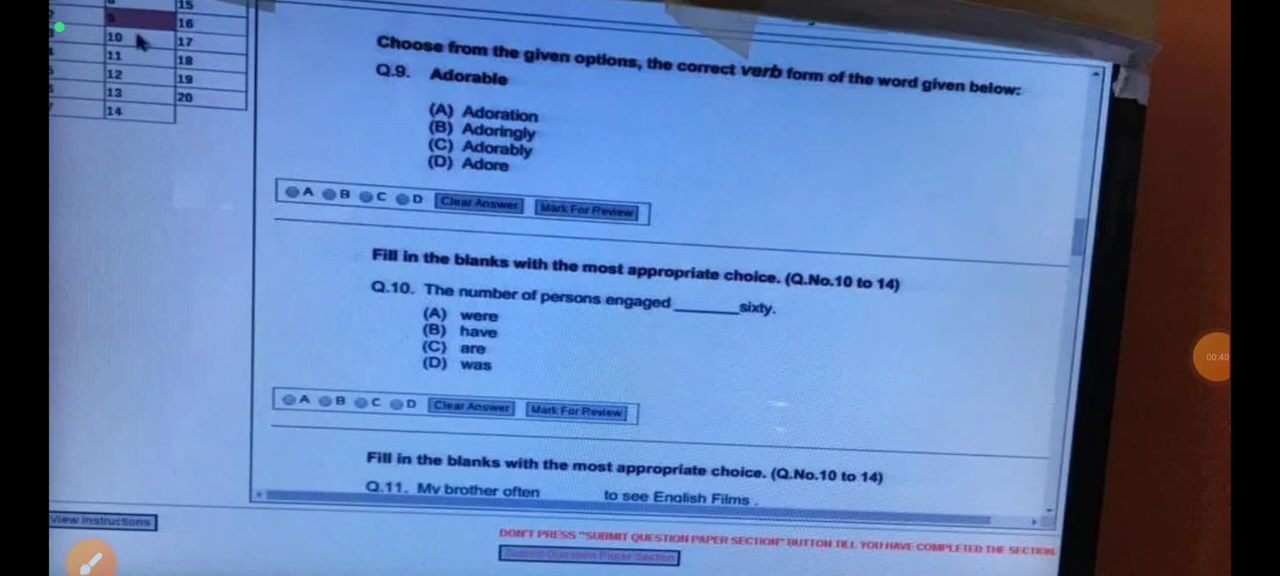 15
16
10 17
11 18
12 19
13 20
14
Choose from the given options, the correct verb form of the word given below:
Q.9. Adorable
(A) Adoration
(B) Adoringly
(C) Adorably
(D) Adore
A B C D Clear Answer Mark For Review
Fill in the blanks with the most appropriate choice. (Q.No.10 to 14)
Q.10. The number of persons engaged ______ sixty.
(A) were
(B) have
(C) are
(D) was
A B C D Clear Answer Mark For Review
Fill in the blanks with the most appropriate choice. (Q.No.10 to 14)
Q.11. My brother often to see English Films .
View Instructions
DON'T PRESS "SUBMIT QUESTION PAPER SECTION" BUTTON TILL YOU HAVE COMPLETED THE SECTION.
Submit Question Paper Section
00:40